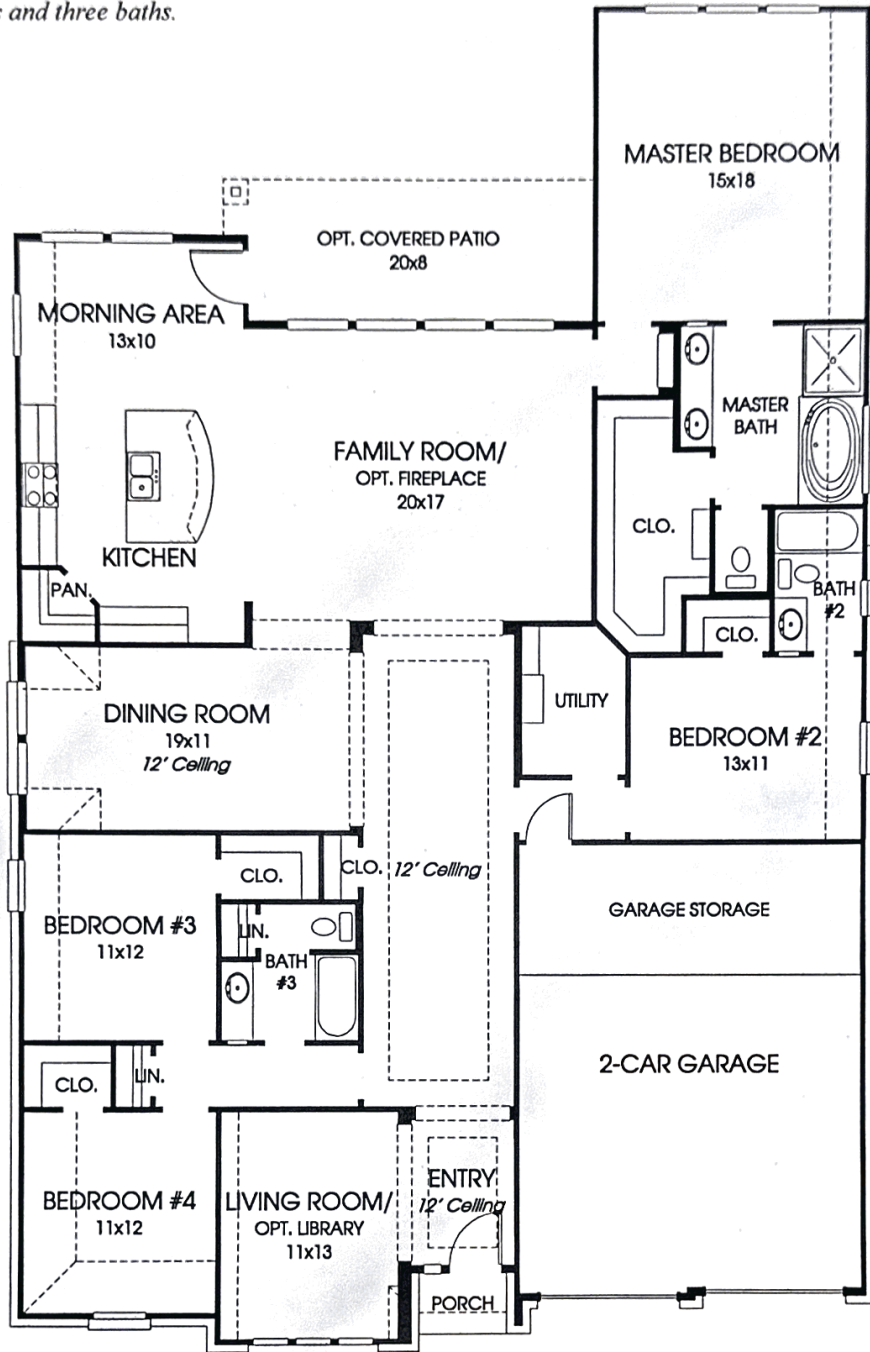 and three baths.
MASTER BEDROOM
15x18
OPT. COVERED PATIO
20x8
MORNING AREA
13x10
MASTER
BATH
FAMILY ROOM/
OPT. FIREPLACE
20x17
CLO.
KITCHEN
PAN.
BATH
#2
CLO.
UTILITY
DINING ROOM
19x11
12' Ceiling
BEDROOM #2
13x11
CLO.
CLO.
12' Ceiling
BEDROOM #3
11x12
LIN.
BATH
#3
GARAGE STORAGE
2-CAR GARAGE
CLO.
LIN.
BEDROOM #4
11x12
LIVING ROOM/
OPT. LIBRARY
11x13
ENTRY
12' Ceiling
PORCH